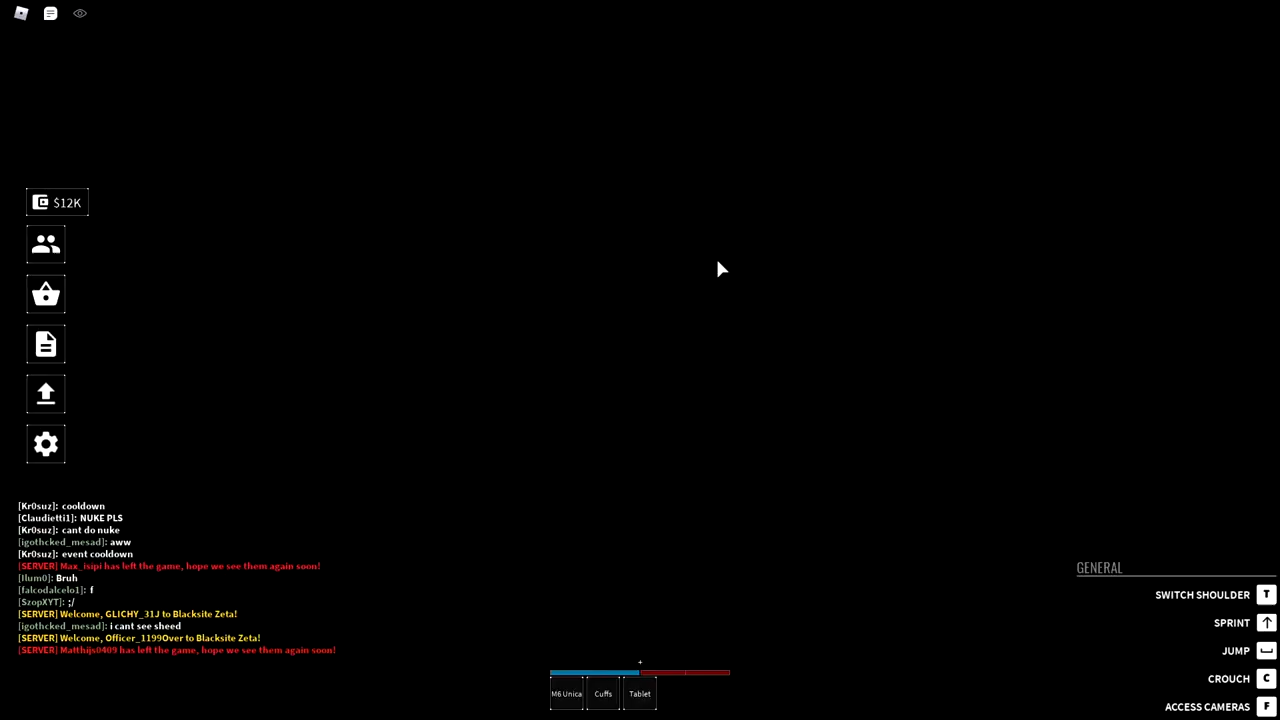 $12K
[Kr0suz]: cooldown
[Claudietti1]: NUKE PLS
[Kr0suz]: cant do nuke
[igothcked_mesad]: aww
[Kr0suz]: event cooldown
[SERVER] Max_isipi has left the game, hope we see them again soon!
[Ilum0]: Bruh
[falcodalcelo1]: f
[SzopXYT]: ;/
[SERVER] Welcome, GLICHY_31J to Blacksite Zeta!
[igothcked_mesad]: i cant see sheed
[SERVER] Welcome, Officer_1199Over to Blacksite Zeta!
[SERVER] Matthijs0409 has left the game, hope we see them again soon!
M6 Unica
Cuffs
Tablet
GENERAL
SWITCH SHOULDER T
SPRINT
JUMP
CROUCH C
ACCESS CAMERAS F